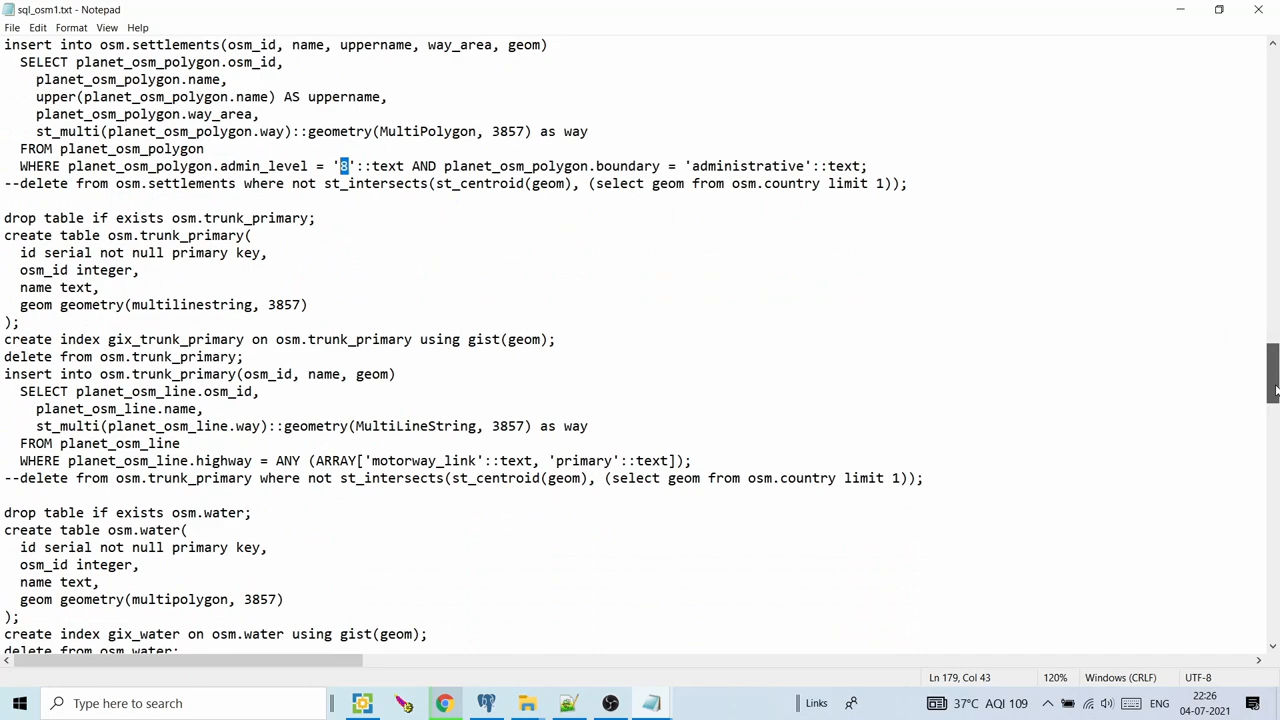 sql_osm1.txt - Notepad
File Edit Format View Help
insert into osm.settlements(osm_id, name, uppername, way_area, geom)
  SELECT planet_osm_polygon.osm_id,
    planet_osm_polygon.name,
    upper(planet_osm_polygon.name) AS uppername,
    planet_osm_polygon.way_area,
    st_multi(planet_osm_polygon.way)::geometry(MultiPolygon, 3857) as way
  FROM planet_osm_polygon
  WHERE planet_osm_polygon.admin_level = '8'::text AND planet_osm_polygon.boundary = 'administrative'::text;
--delete from osm.settlements where not st_intersects(st_centroid(geom), (select geom from osm.country limit 1));
drop table if exists osm.trunk_primary;
create table osm.trunk_primary(
  id serial not null primary key,
  osm_id integer,
  name text,
  geom geometry(multilinestring, 3857)
);
create index gix_trunk_primary on osm.trunk_primary using gist(geom);
delete from osm.trunk_primary;
insert into osm.trunk_primary(osm_id, name, geom)
  SELECT planet_osm_line.osm_id,
    planet_osm_line.name,
    st_multi(planet_osm_line.way)::geometry(MultiLineString, 3857) as way
  FROM planet_osm_line
  WHERE planet_osm_line.highway = ANY (ARRAY['motorway_link'::text, 'primary'::text]);
--delete from osm.trunk_primary where not st_intersects(st_centroid(geom), (select geom from osm.country limit 1));
drop table if exists osm.water;
create table osm.water(
  id serial not null primary key,
  osm_id integer,
  name text,
  geom geometry(multipolygon, 3857)
);
create index gix_water on osm.water using gist(geom);
delete from osm.water;
Ln 179, Col 43 120% Windows (CRLF) UTF-8
Type here to search Links 37°C AQI 109 ENG 22:26
04-07-2021